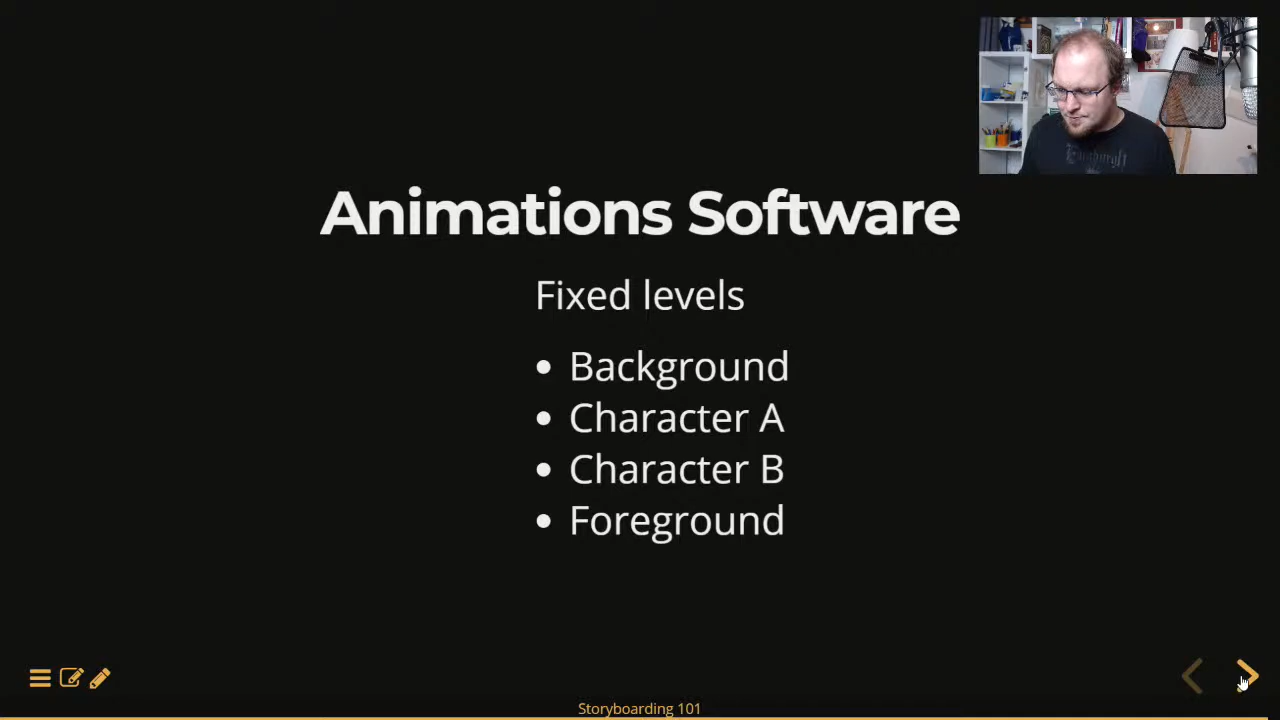 Animations Software
Fixed levels
Background
Character A
Character B
Foreground
Storyboarding 101